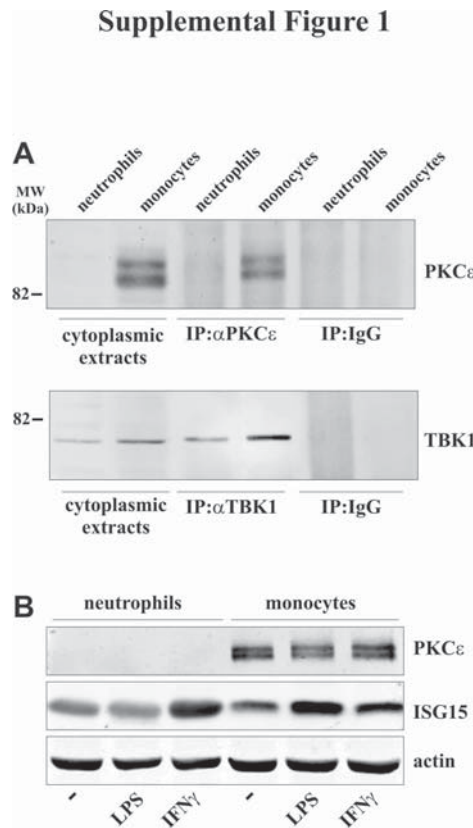 Supplemental Figure 1
A
neutrophils monocytes neutrophils monocytes neutrophils monocytes
MW
(kDa)
82
PKCε
cytoplasmic
extracts
IP:αPKCε
IP:IgG
82
TBK1
cytoplasmic
extracts
IP:αTBK1
IP:IgG
B
neutrophils monocytes
PKCε
ISG15
actin
- LPS IFNγ - LPS IFNγ